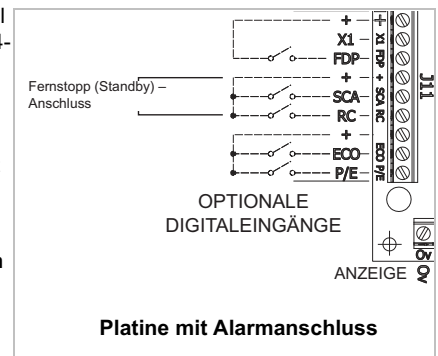 l
4-
n
+ +
X1 X1
FDP FDP
+ +
SCA SCA
RC RC
+
ECO ECO
P/E P/E
J11
Fernstopp (Standby) –
Anschluss
OPTIONALE
DIGITALEINGÄNGE
ANZEIGE
0v 0v
Platine mit Alarmanschluss